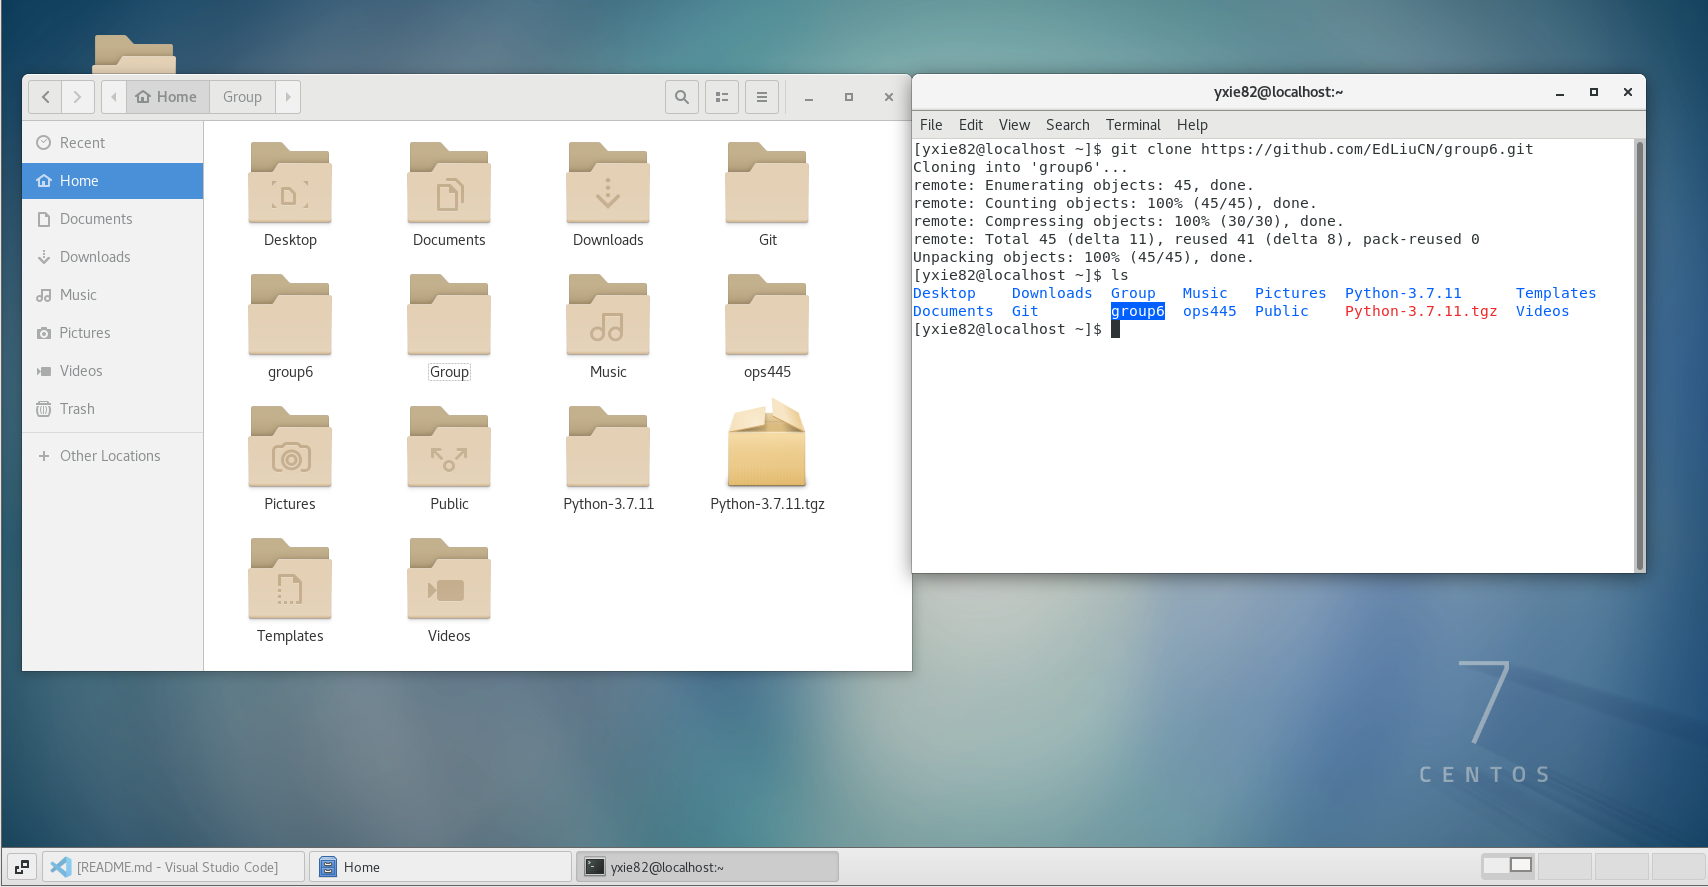 Home Group
Recent
Home
Documents
Downloads
Music
Pictures
Videos
Trash
Other Locations
Desktop Documents Downloads Git
group6 Group Music ops445
Pictures Public Python-3.7.11 Python-3.7.11.tgz
Templates Videos
yxie82@localhost:~
File Edit View Search Terminal Help
[yxie82@localhost ~]$ git clone https://github.com/EdLiuCN/group6.git
Cloning into 'group6'...
remote: Enumerating objects: 45, done.
remote: Counting objects: 100% (45/45), done.
remote: Compressing objects: 100% (30/30), done.
remote: Total 45 (delta 11), reused 41 (delta 8), pack-reused 0
Unpacking objects: 100% (45/45), done.
[yxie82@localhost ~]$ ls
Desktop Downloads Group Music Pictures Python-3.7.11 Templates
Documents Git group6 ops445 Public Python-3.7.11.tgz Videos
[yxie82@localhost ~]$
7
CENTOS
[README.md - Visual Studio Code] Home yxie82@localhost:~